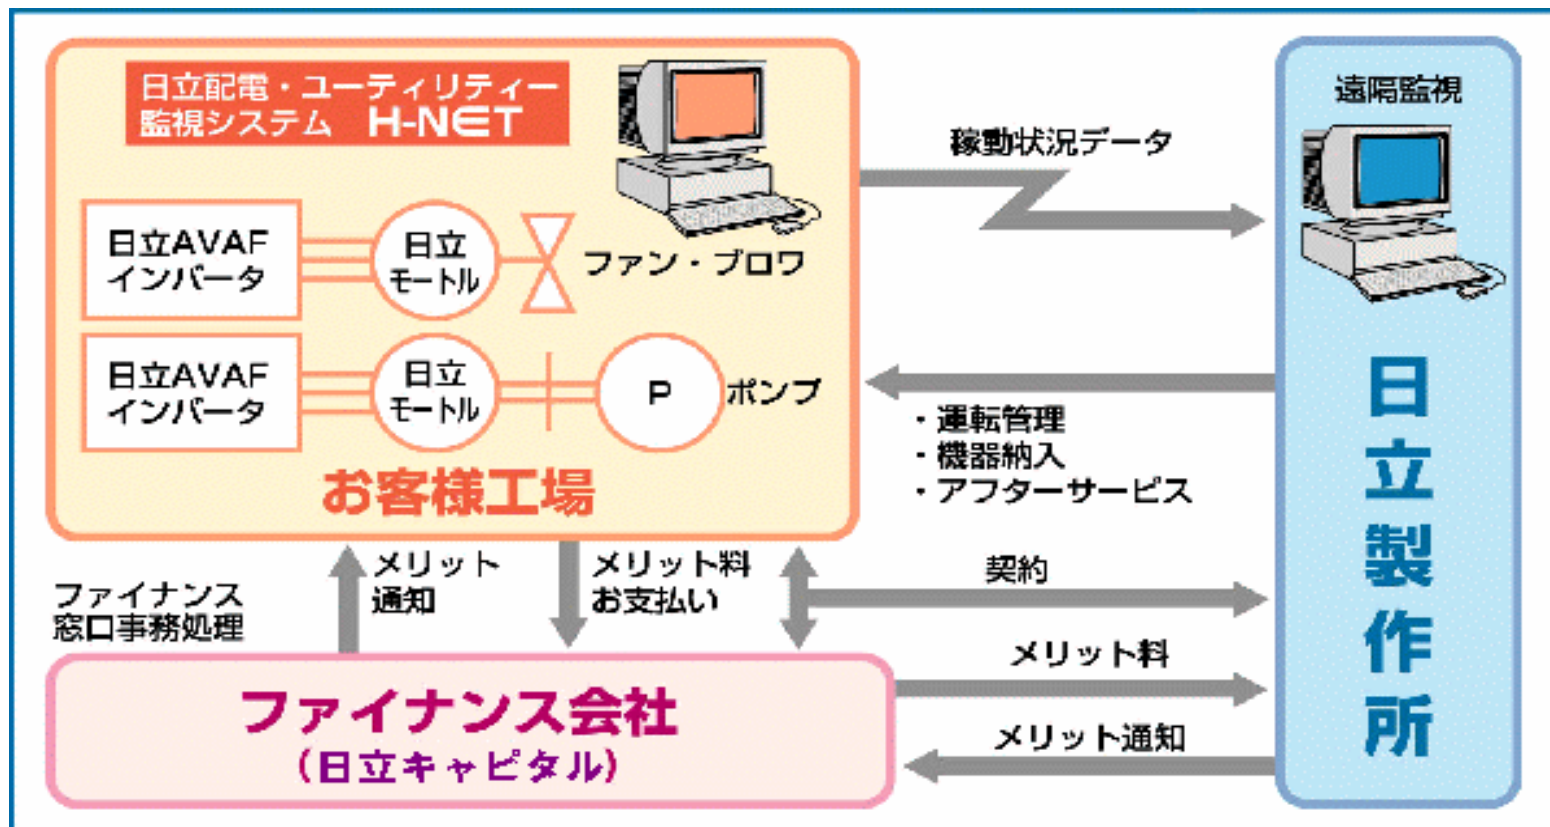 日立配電・ユーティリティー
監視システム H-NET
遠隔監視
稼動状況データ
日立AVAF
インバータ
日立
モートル
ファン・ブロワ
日立AVAF
インバータ
日立
モートル
P
ポンプ
お客様工場
・運転管理
・機器納入
・アフターサービス
日立製作所
ファイナンス
窓口事務処理
メリット
通知
メリット料
お支払い
契約
メリット料
メリット通知
ファイナンス会社
(日立キャピタル)